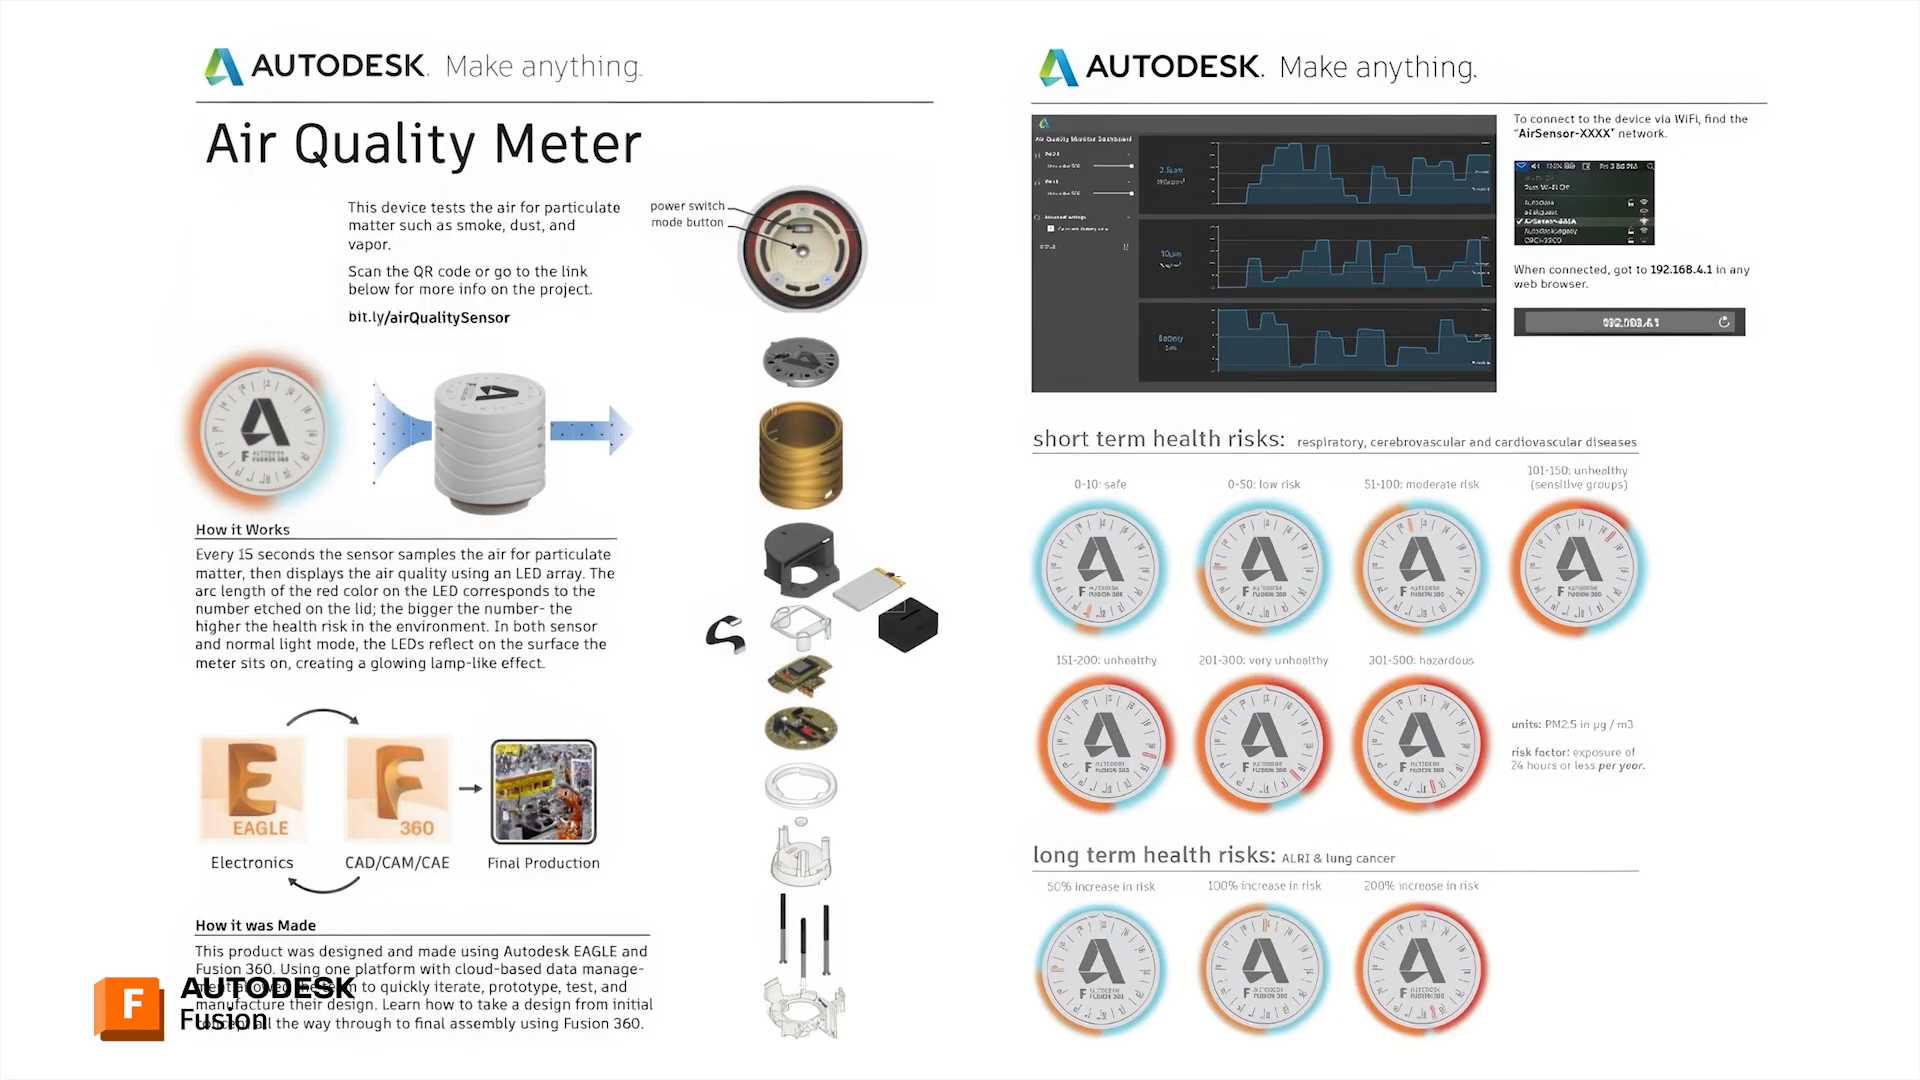 AUTODESK. Make anything.
Air Quality Meter
This device tests the air for particulate
matter such as smoke, dust, and
vapor.
Scan the QR code or go to the link
below for more info on the project.
bit.ly/airQualitySensor
power switch
mode button
How it Works
Every 15 seconds the sensor samples the air for particulate
matter, then displays the air quality using an LED array. The
arc length of the red color on the LED corresponds to the
number etched on the lid; the bigger the number- the
higher the health risk in the environment. In both sensor
and normal light mode, the LEDs reflect on the surface the
meter sits on, creating a glowing lamp-like effect.
EAGLE
360
Electronics
CAD/CAM/CAE
Final Production
How it was Made
This product was designed and made using Autodesk EAGLE and
Fusion 360. Using one platform with cloud-based data manage-
to quickly iterate, prototype, test, and
manufacture their design. Learn how to take a design from initial
all the way through to final assembly using Fusion 360.
F
AUTODESK
Fusion
AUTODESK. Make anything.
Air Quality Monitor Dashboard
Battery
To connect to the device via WiFi, find the
"AirSensor-XXXX" network.
When connected, got to 192.168.4.1 in any
web browser.
short term health risks: respiratory, cerebrovascular and cardiovascular diseases
0-10: safe
0-50: low risk
51-100: moderate risk
101-150: unhealthy
(sensitive groups)
151-200: unhealthy
201-300: very unhealthy
301-500: hazardous
units: PM2.5 in µg / m3
risk factor: exposure of
24 hours or less per year.
long term health risks: ALRI & lung cancer
50% increase in risk
100% increase in risk
200% increase in risk